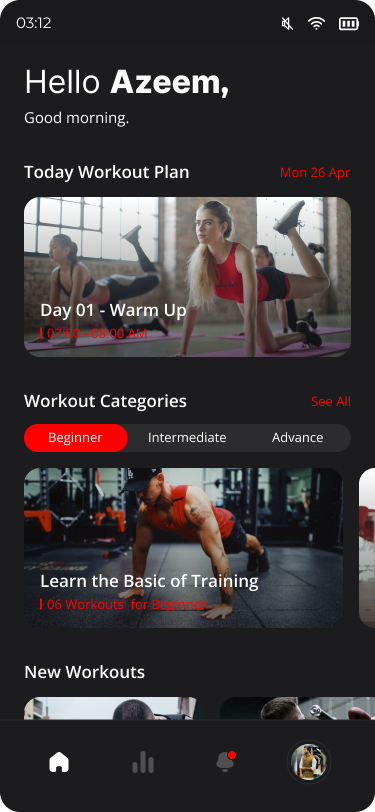 03:12
Hello Azeem,
Good morning.
Today Workout Plan
Mon 26 Apr
Day 01 - Warm Up
| 07:00 - 08:00 AM
Workout Categories
See All
Beginner Intermediate Advance
Learn the Basic of Training
| 06 Workouts for Beginner
New Workouts